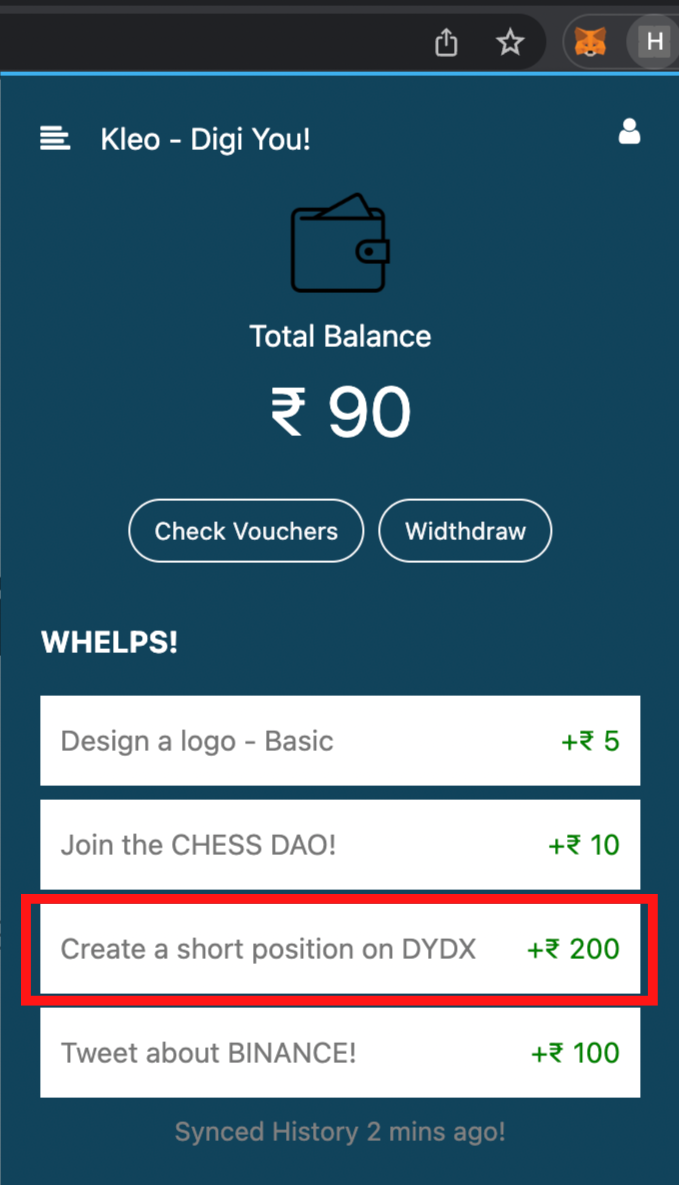 H
Kleo - Digi You!
Total Balance
₹ 90
Check Vouchers
Widthdraw
WHELPS!
Design a logo - Basic +₹ 5
Join the CHESS DAO! +₹ 10
Create a short position on DYDX +₹ 200
Tweet about BINANCE! +₹ 100
Synced History 2 mins ago!